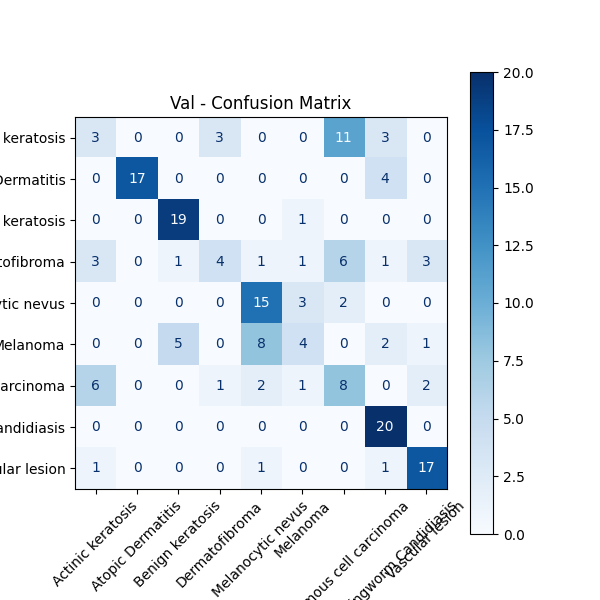 Val - Confusion Matrix
keratosis 3 0 0 3 0 0 11 3 0
Dermatitis 0 17 0 0 0 0 0 4 0
keratosis 0 0 19 0 0 1 0 0 0
tofibroma 3 0 1 4 1 1 6 1 3
ytic nevus 0 0 0 0 15 3 2 0 0
Melanoma 0 0 5 0 8 4 0 2 1
arcinoma 6 0 0 1 2 1 8 0 2
andidiasis 0 0 0 0 0 0 0 20 0
ular lesion 1 0 0 0 1 0 0 1 17
Actinic keratosis
Atopic Dermatitis
Benign keratosis
Dermatofibroma
Melanocytic nevus
Melanoma
mous cell carcinoma
ngworm Candidiasis
Vascular lesion
20.0
17.5
15.0
12.5
10.0
7.5
5.0
2.5
0.0